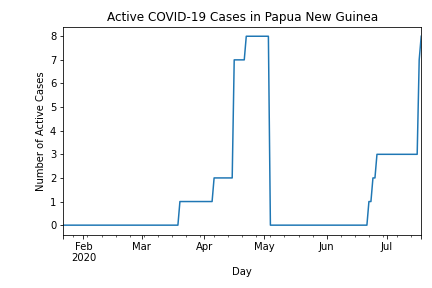 Active COVID-19 Cases in Papua New Guinea
Number of Active Cases
8
7
6
5
4
3
2
1
0
Feb Mar Apr May Jun Jul
2020
Day